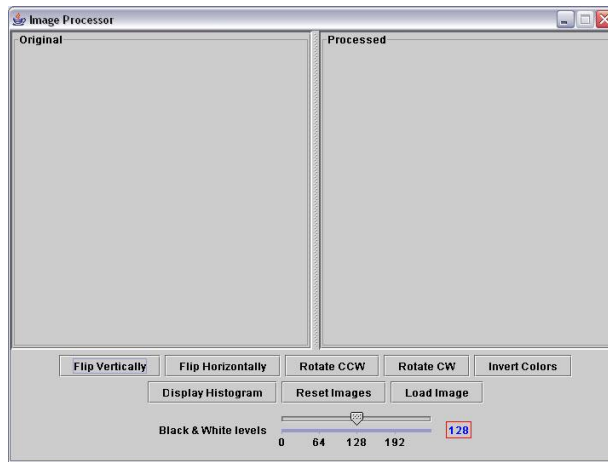 Image Processor
Original Processed
Flip Vertically Flip Horizontally Rotate CCW Rotate CW Invert Colors
Display Histogram Reset Images Load Image
Black & White levels 128
0 64 128 192